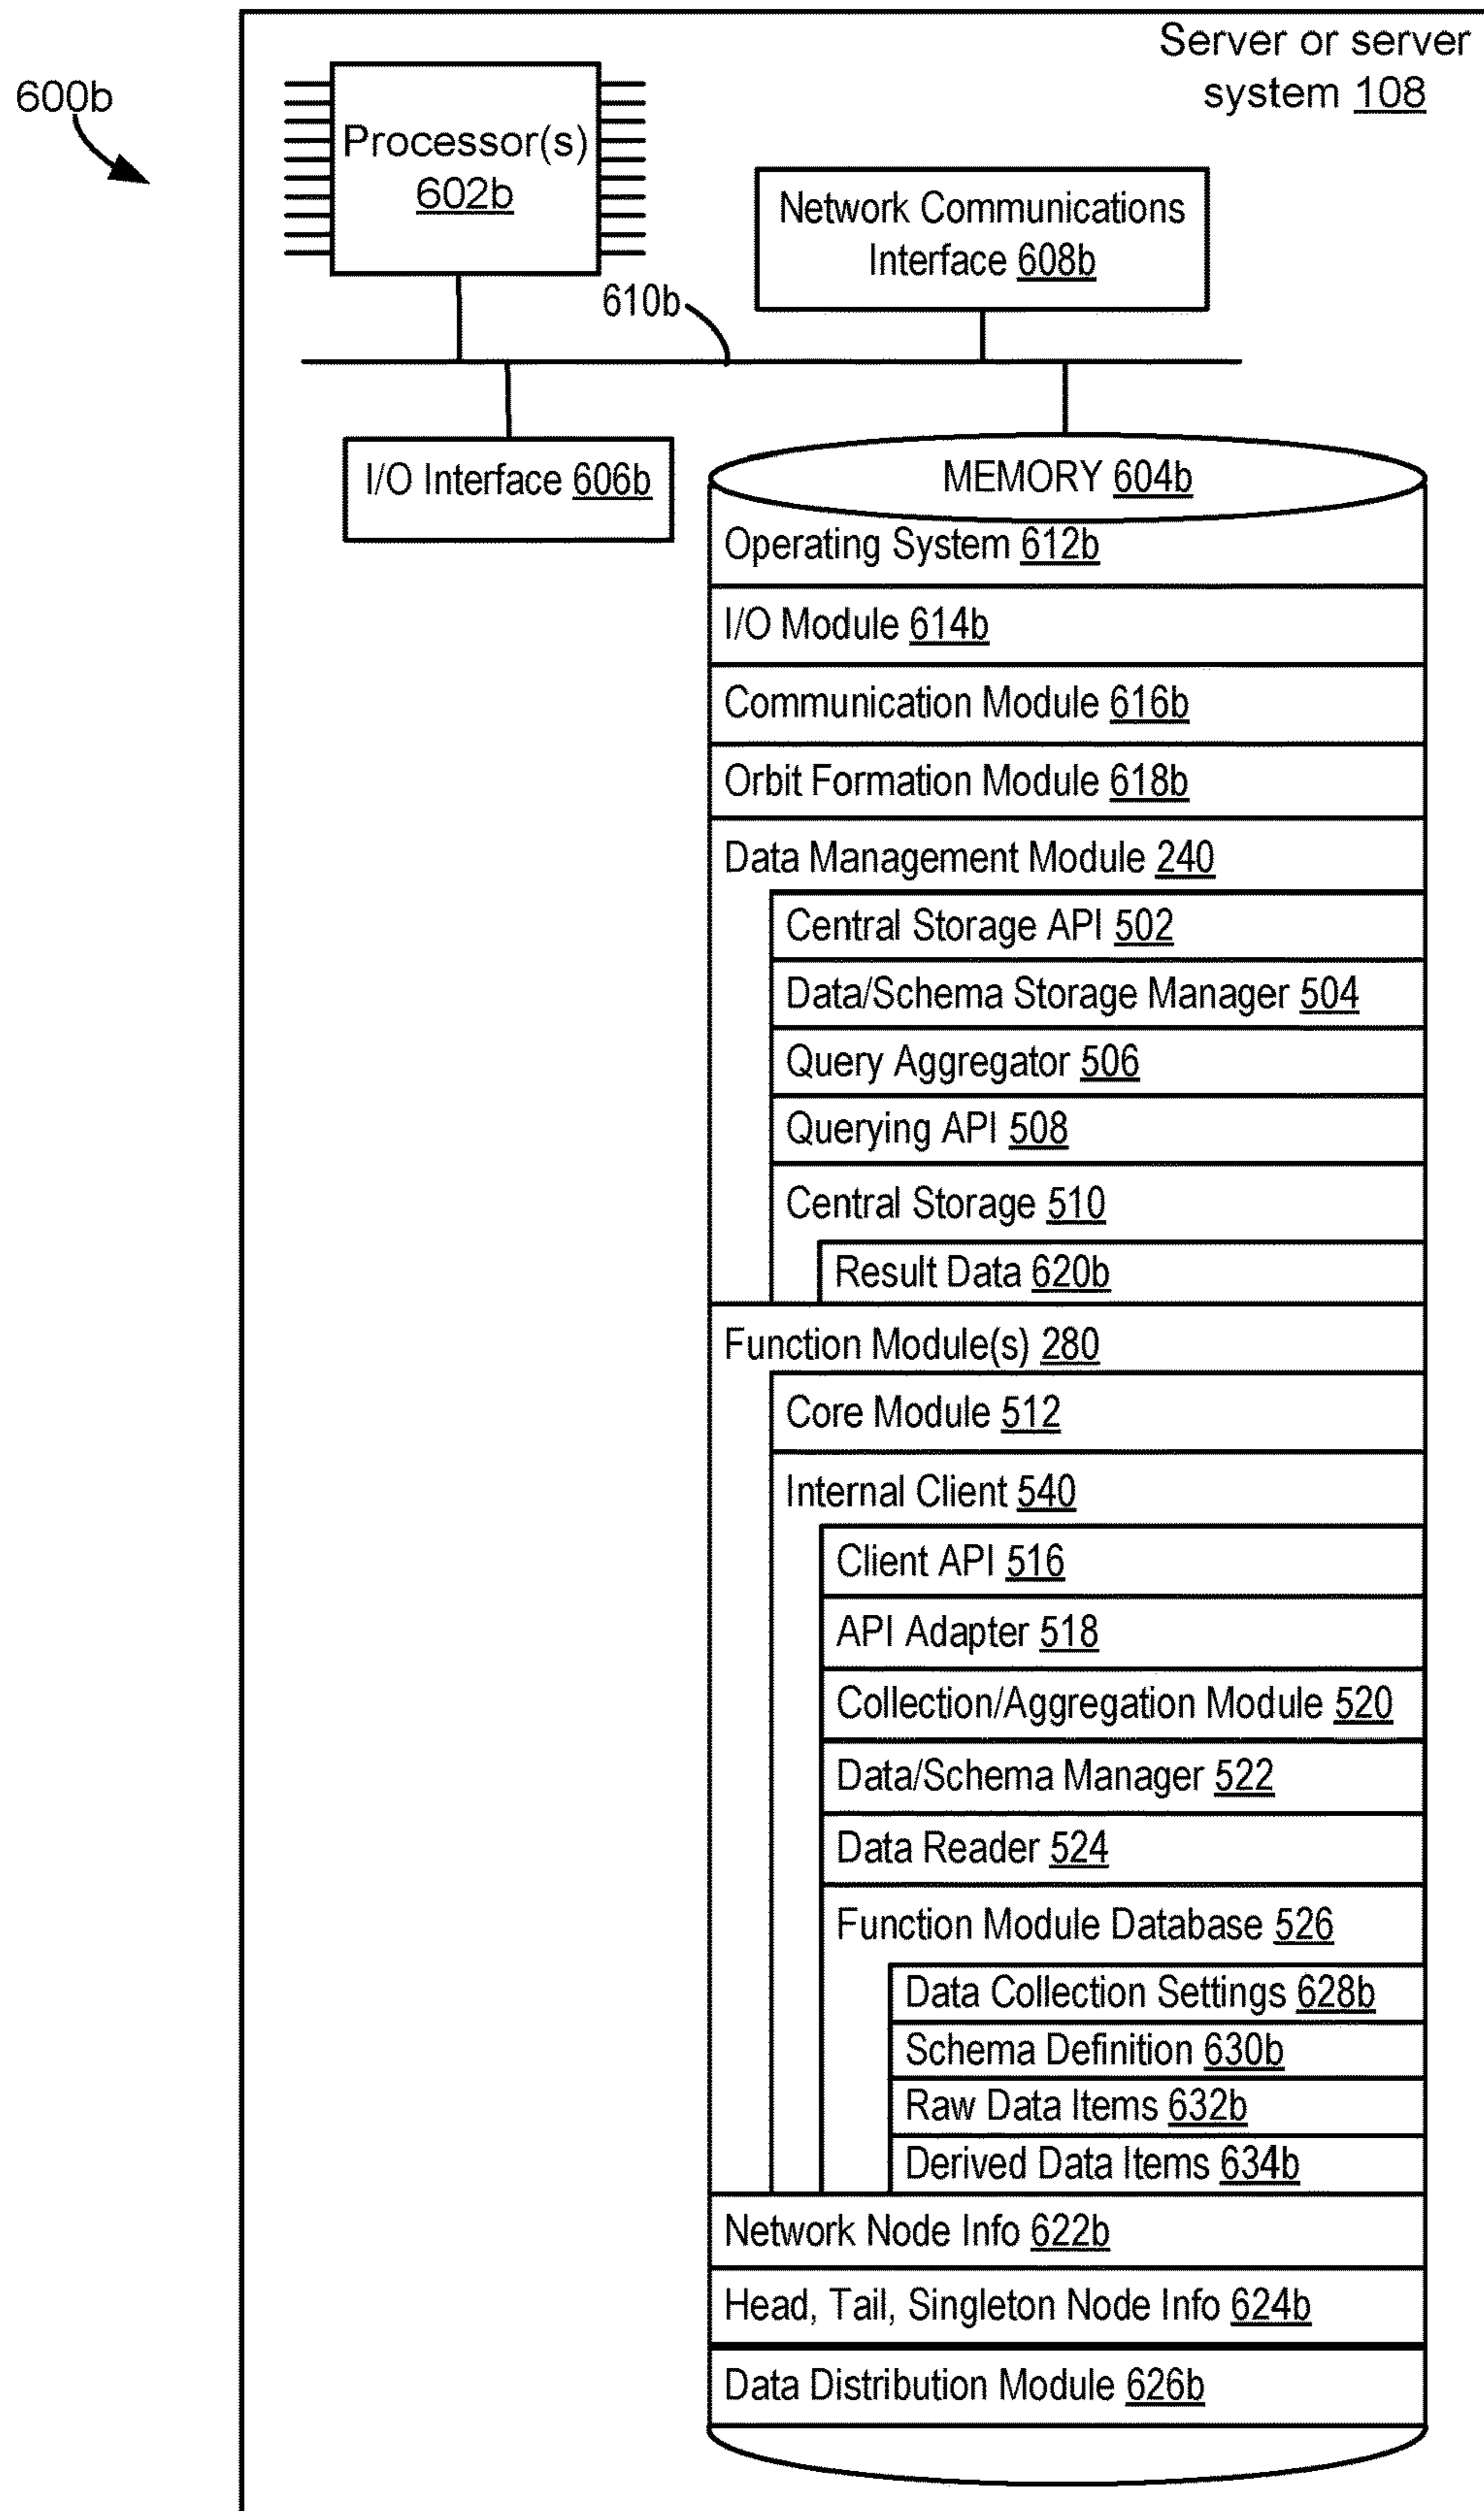 Server or server
system 108
600b
Processor(s)
602b
Network Communications
Interface 608b
610b
I/O Interface 606b
MEMORY 604b
Operating System 612b
I/O Module 614b
Communication Module 616b
Orbit Formation Module 618b
Data Management Module 240
Central Storage API 502
Data/Schema Storage Manager 504
Query Aggregator 506
Querying API 508
Central Storage 510
Result Data 620b
Function Module(s) 280
Core Module 512
Internal Client 540
Client API 516
API Adapter 518
Collection/Aggregation Module 520
Data/Schema Manager 522
Data Reader 524
Function Module Database 526
Data Collection Settings 628b
Schema Definition 630b
Raw Data Items 632b
Derived Data Items 634b
Network Node Info 622b
Head, Tail, Singleton Node Info 624b
Data Distribution Module 626b